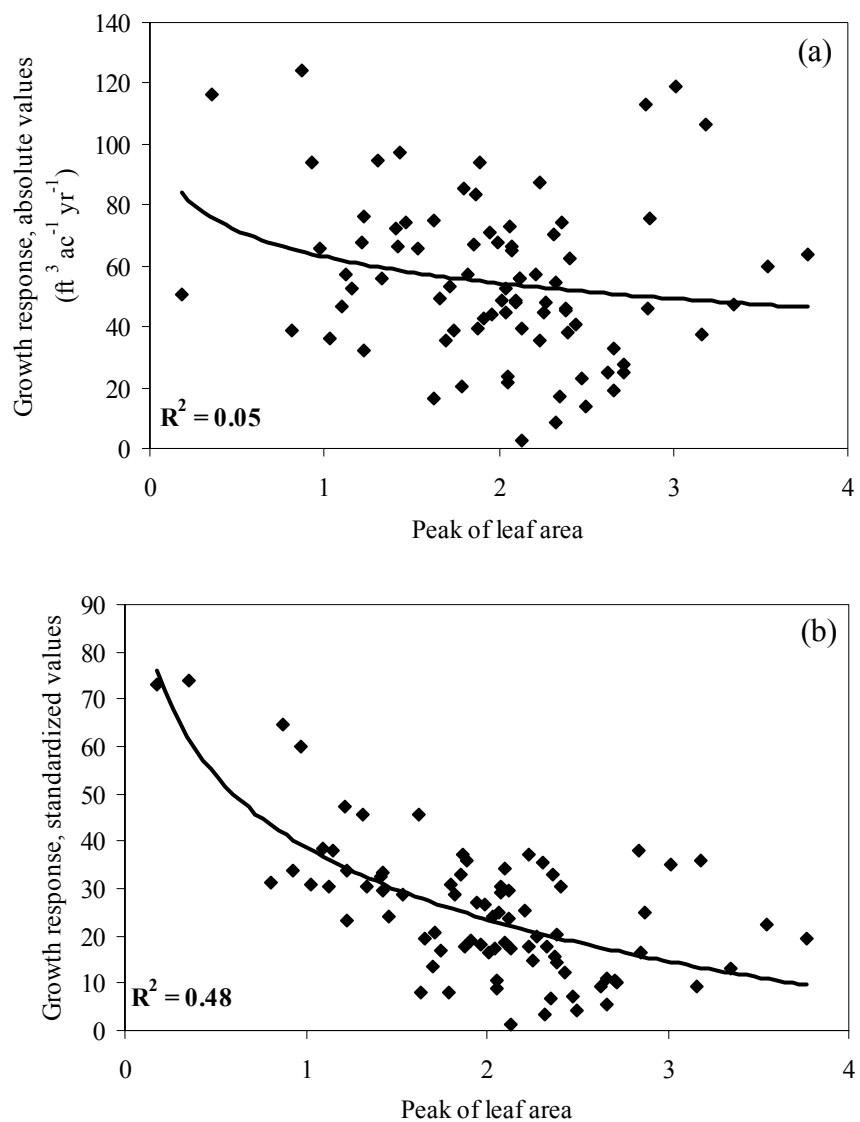 (a)
Growth response, absolute values
(ft ³ ac⁻¹ yr⁻¹)
140
120
100
80
60
40
20
0
R² = 0.05
0 1 2 3 4
Peak of leaf area
(b)
Growth response, standardized values
90
80
70
60
50
40
30
20
10
0
R² = 0.48
0 1 2 3 4
Peak of leaf area